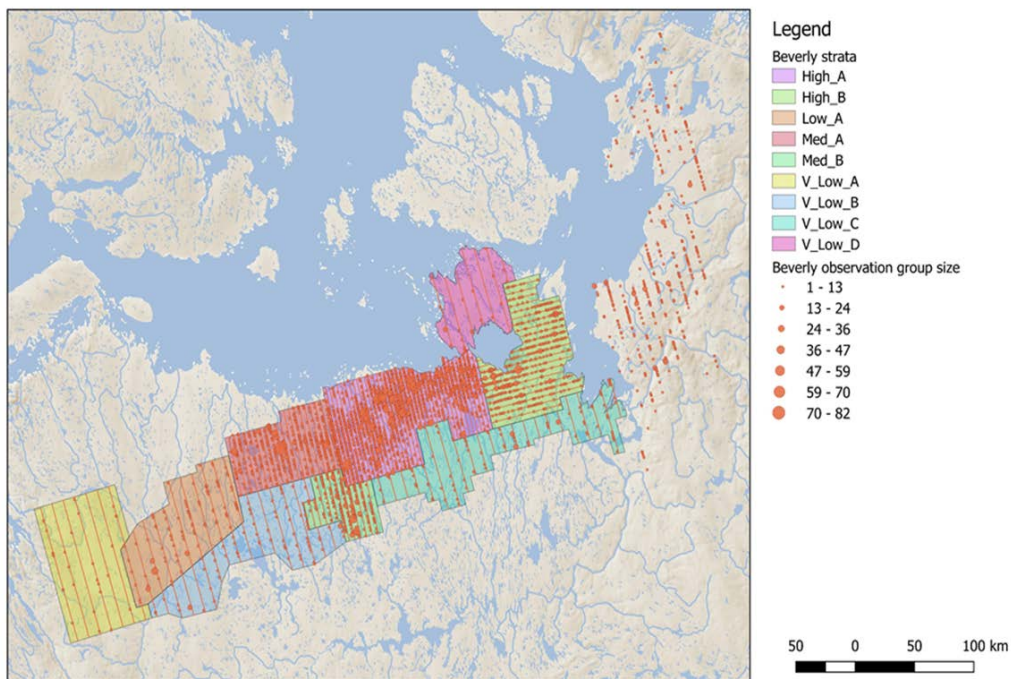 Legend
Beverly strata
High_A
High_B
Low_A
Med_A
Med_B
V_Low_A
V_Low_B
V_Low_C
V_Low_D
Beverly observation group size
1 - 13
13 - 24
24 - 36
36 - 47
47 - 59
59 - 70
70 - 82
50 0 50 100 km